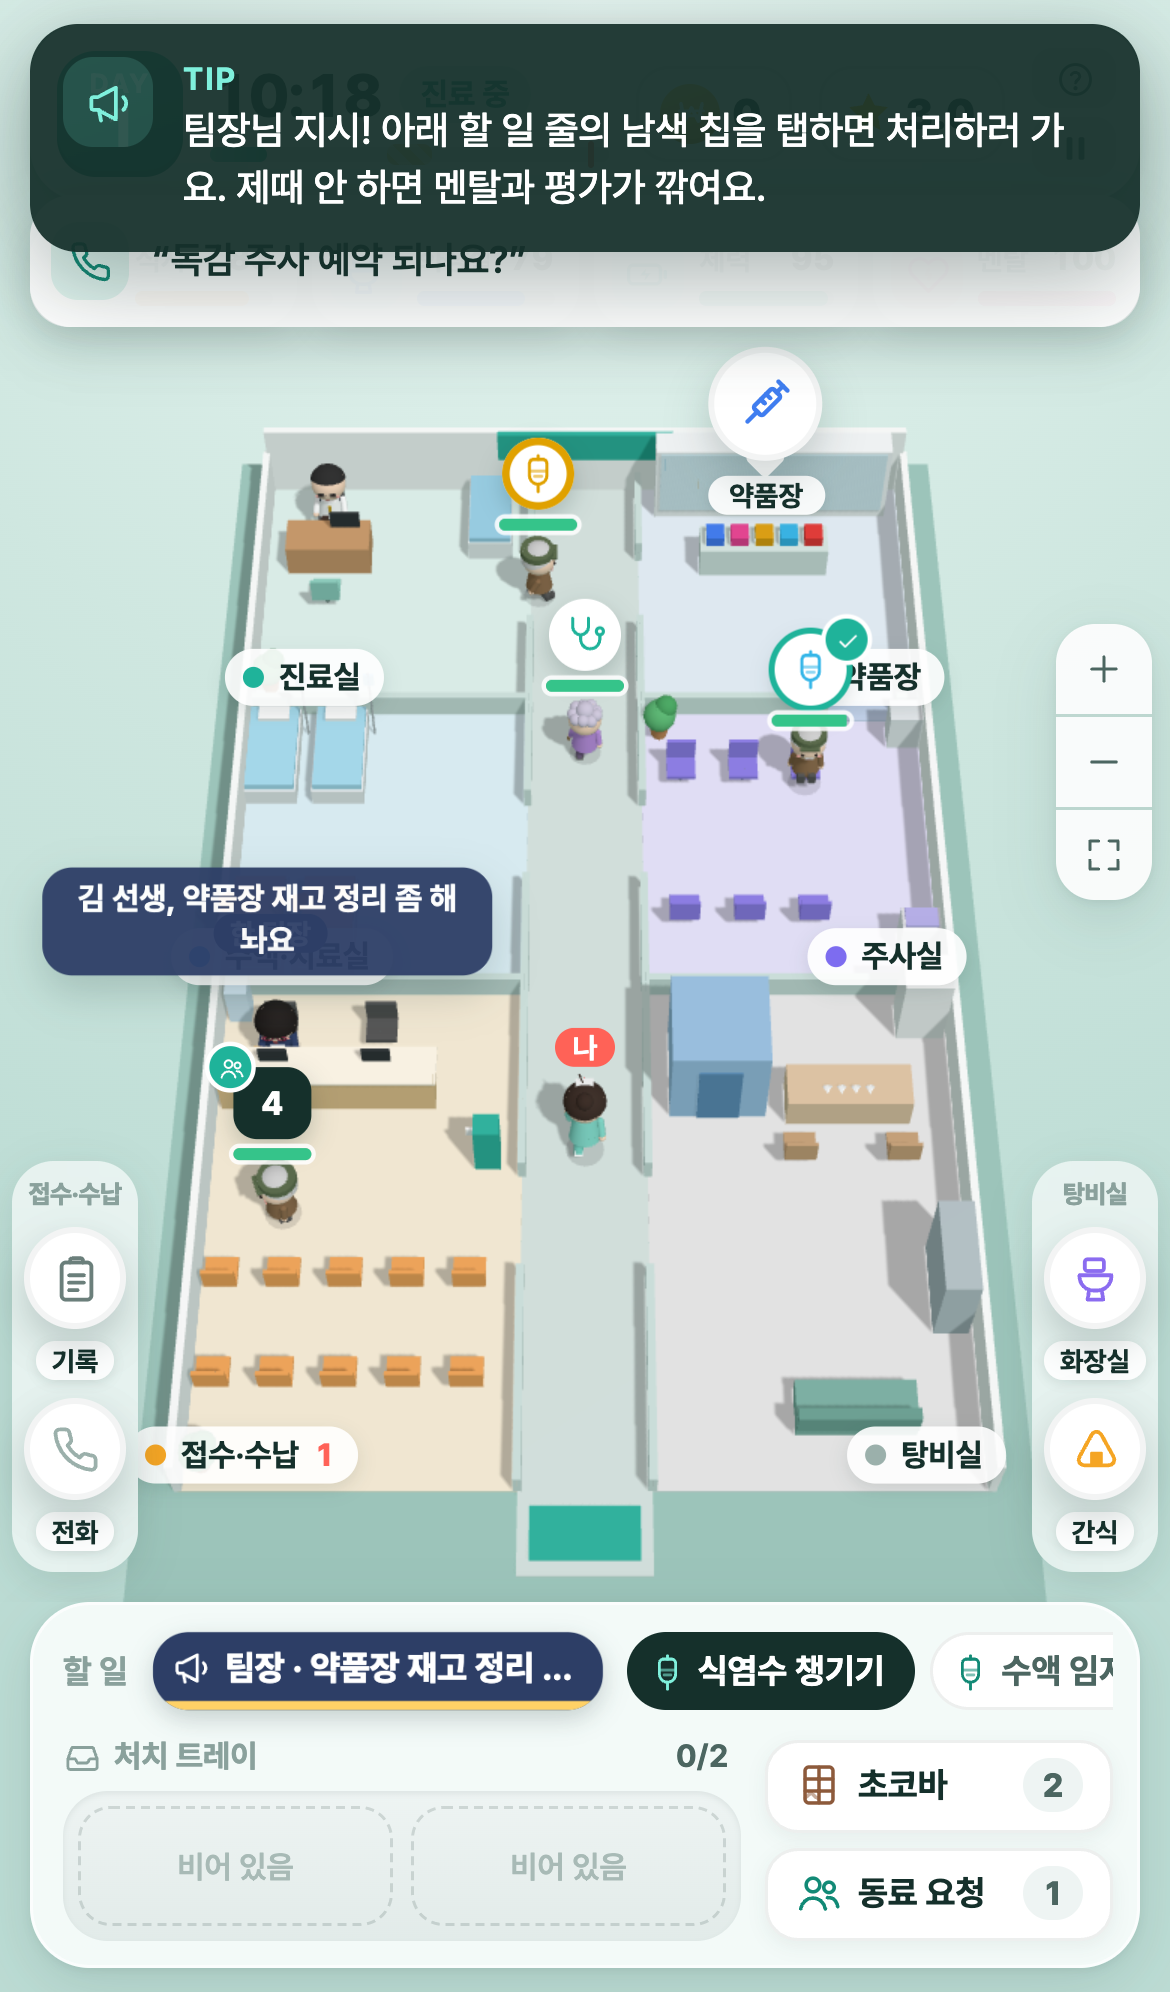 TIP
팀장님 지시! 아래 할 일 줄의 남색 칩을 탭하면 처리하러 가
요. 제때 안 하면 멘탈과 평가가 깎여요.
10:18
진료 중
"독감 주사 예약 되나요?"
약품장
진료실
약품장
김 선생, 약품장 재고 정리 좀 해
놔요
주사실
나
4
접수·수납
기록
전화
탕비실
화장실
간식
접수·수납 1
탕비실
할 일
팀장 · 약품장 재고 정리 ...
식염수 챙기기
수액 임
처치 트레이
0/2
비어 있음
비어 있음
초코바 2
동료 요청 1